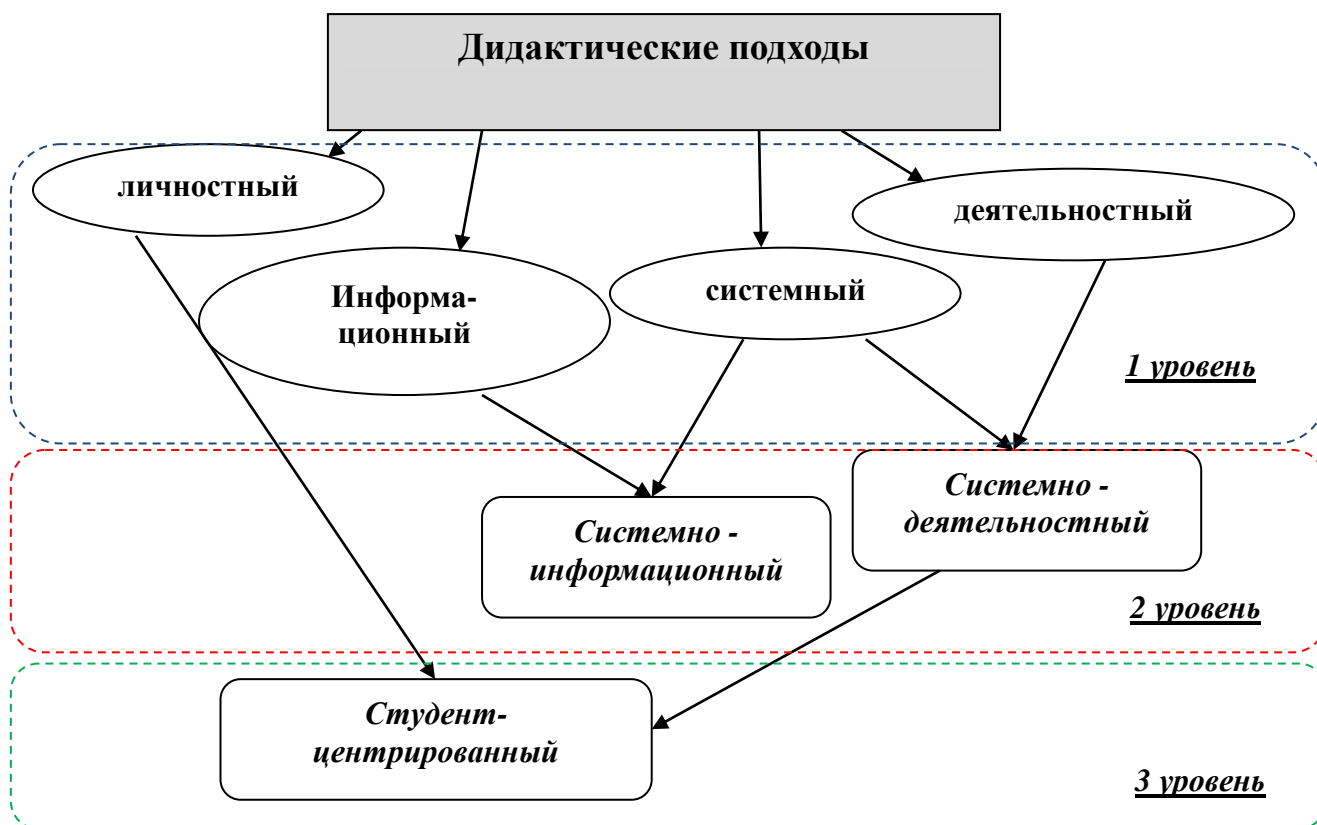 Дидактические подходы
личностный
деятельностный
Информа-
ционный
системный
1 уровень
Системно -
деятельностный
Системно -
информационный
2 уровень
Студент-
центрированный
3 уровень